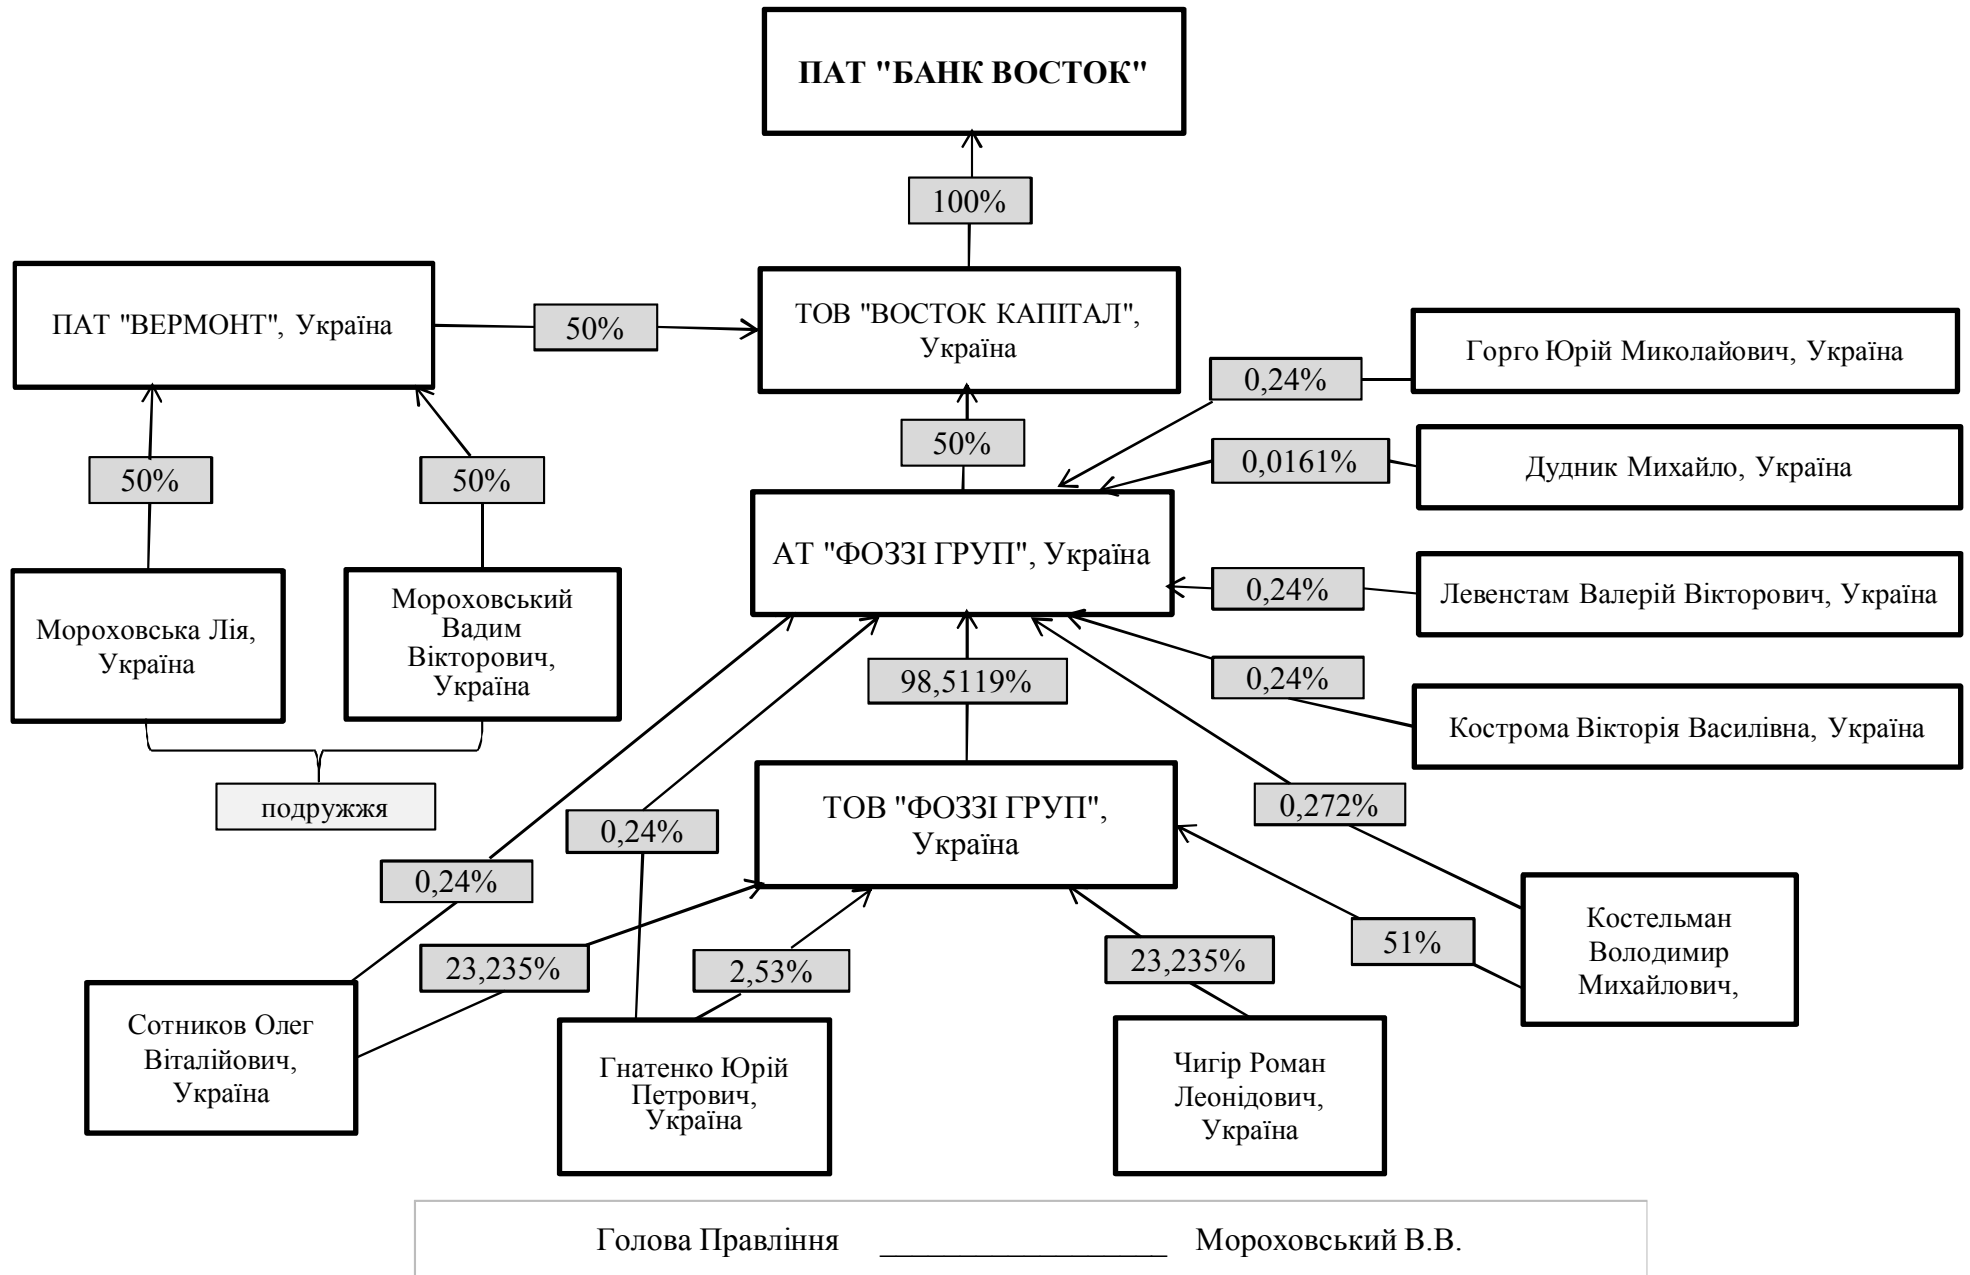 ПАТ "БАНК ВОСТОК"
100%
ПАТ "ВЕРМОНТ", Україна
50%
ТОВ "ВОСТОК КАПІТАЛ",
Україна
Горго Юрій Миколайович, Україна
0,24%
50%
0,0161%
Дудник Михайло, Україна
50%
50%
АТ "ФОЗЗІ ГРУП", Україна
0,24%
Левенстам Валерій Вікторович, Україна
Мороховська Лія,
Україна
Мороховський
Вадим
Вікторович,
Україна
98,5119%
0,24%
Кострома Вікторія Василівна, Україна
подружжя
ТОВ "ФОЗЗІ ГРУП",
Україна
0,272%
0,24%
0,24%
23,235%
2,53%
23,235%
51%
Костельман
Володимир
Михайлович,
Сотников Олег
Віталійович,
Україна
Гнатенко Юрій
Петрович,
Україна
Чигір Роман
Леонідович,
Україна
Голова Правління __________________ Мороховський В.В.